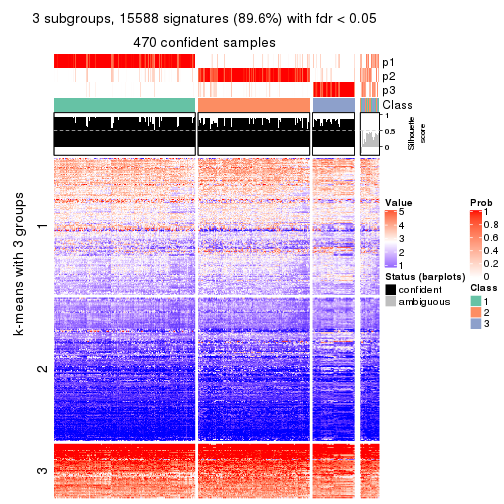 3 subgroups, 15588 signatures (89.6%) with fdr < 0.05
470 confident samples
p1
p2
p3
Class
1
0.5
0
Silhouette
score
k-means with 3 groups
1
2
3
Value
5
4
3
2
1
Status (barplots)
confident
ambiguous
Prob
1
0.8
0.6
0.4
0.2
0
Class
1
2
3